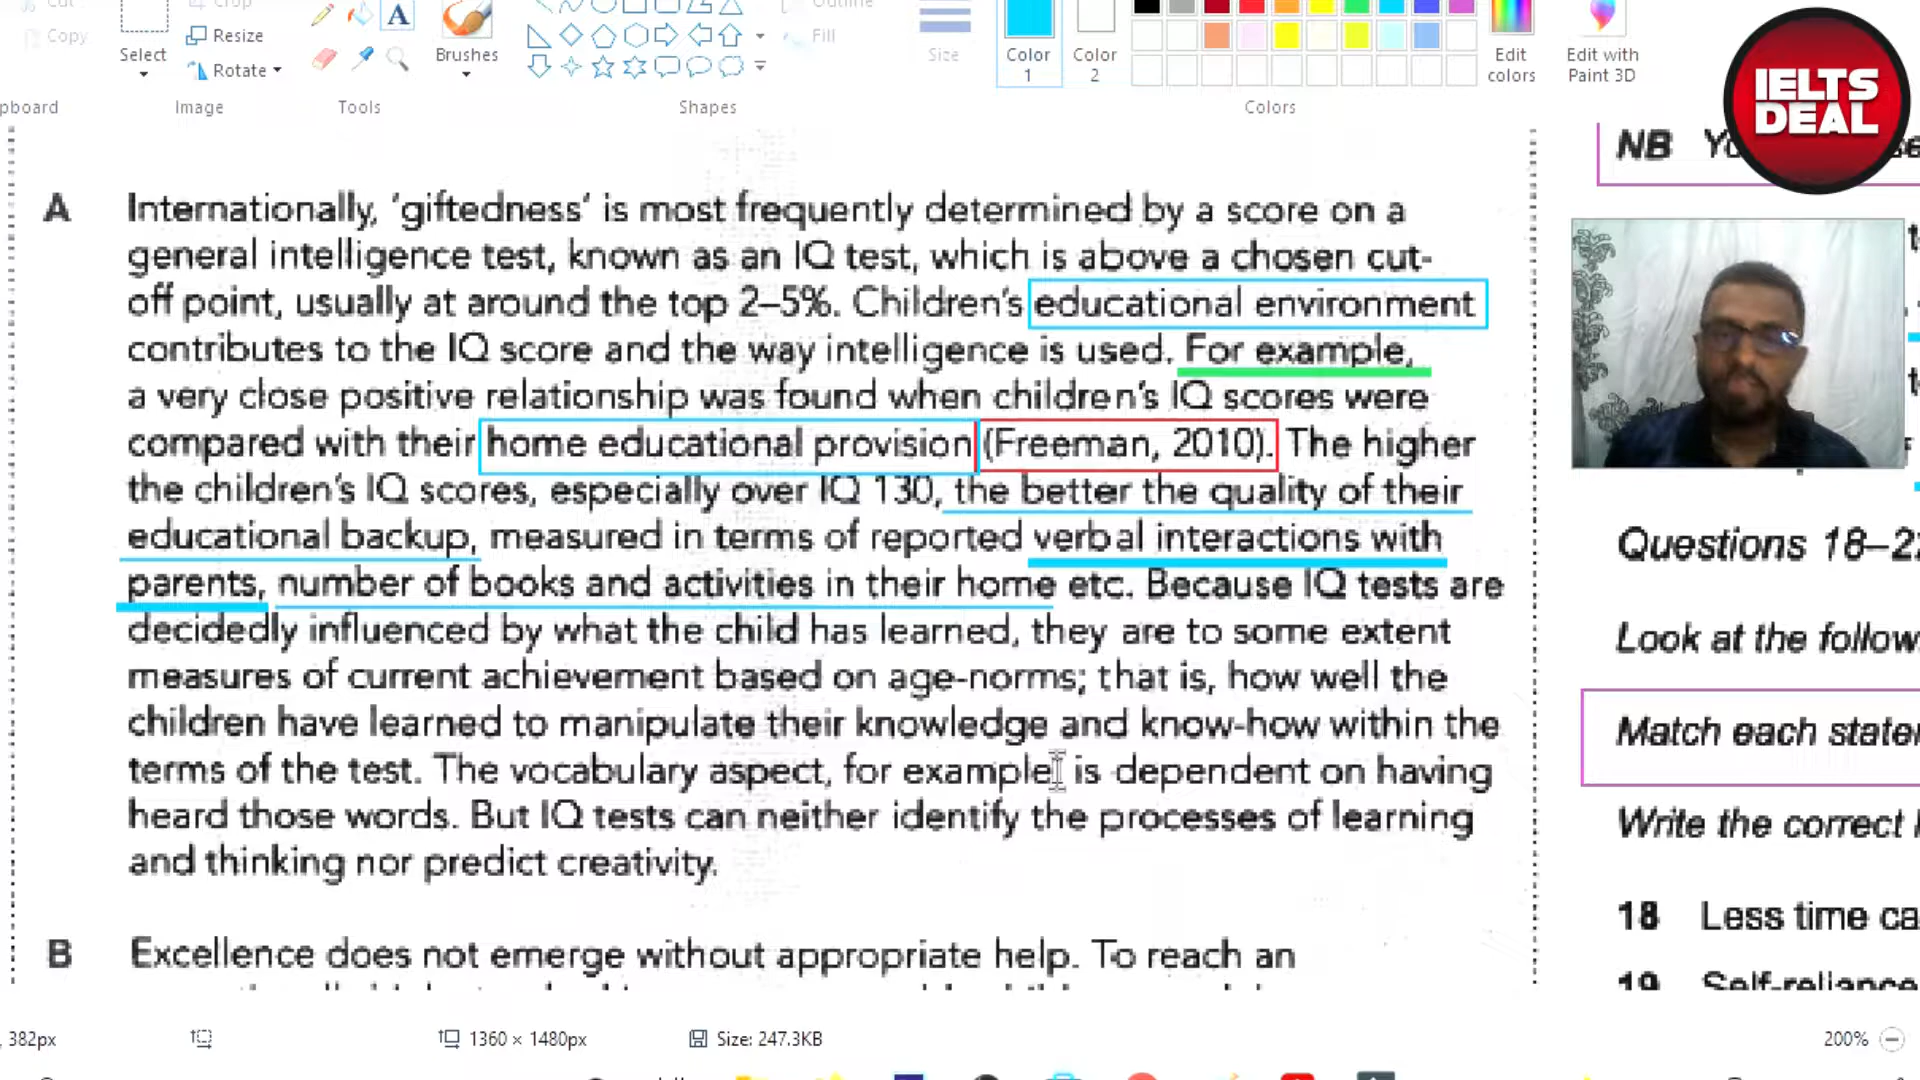 Cut
Crop
Outline
Copy
Resize
Fill
Select
Rotate
Brushes
Size
Color
1
Color
2
Edit
colors
Edit with
Paint 3D
pboard
Image
Tools
Shapes
Colors
IELTS
DEAL
NB
A
Internationally, ‘giftedness’ is most frequently determined by a score on a
general intelligence test, known as an IQ test, which is above a chosen cut-
off point, usually at around the top 2–5%. Children’s educational environment
contributes to the IQ score and the way intelligence is used. For example,
a very close positive relationship was found when children’s IQ scores were
compared with their home educational provision (Freeman, 2010). The higher
the children’s IQ scores, especially over IQ 130, the better the quality of their
educational backup, measured in terms of reported verbal interactions with
parents, number of books and activities in their home etc. Because IQ tests are
decidedly influenced by what the child has learned, they are to some extent
measures of current achievement based on age-norms; that is, how well the
children have learned to manipulate their knowledge and know-how within the
terms of the test. The vocabulary aspect, for example is dependent on having
heard those words. But IQ tests can neither identify the processes of learning
and thinking nor predict creativity.
B
Excellence does not emerge without appropriate help. To reach an
Questions 18–2
Look at the follow
Match each state
Write the correct
18 Less time ca
19 Self-reliance
382px
1360 × 1480px
Size: 247.3KB
200%